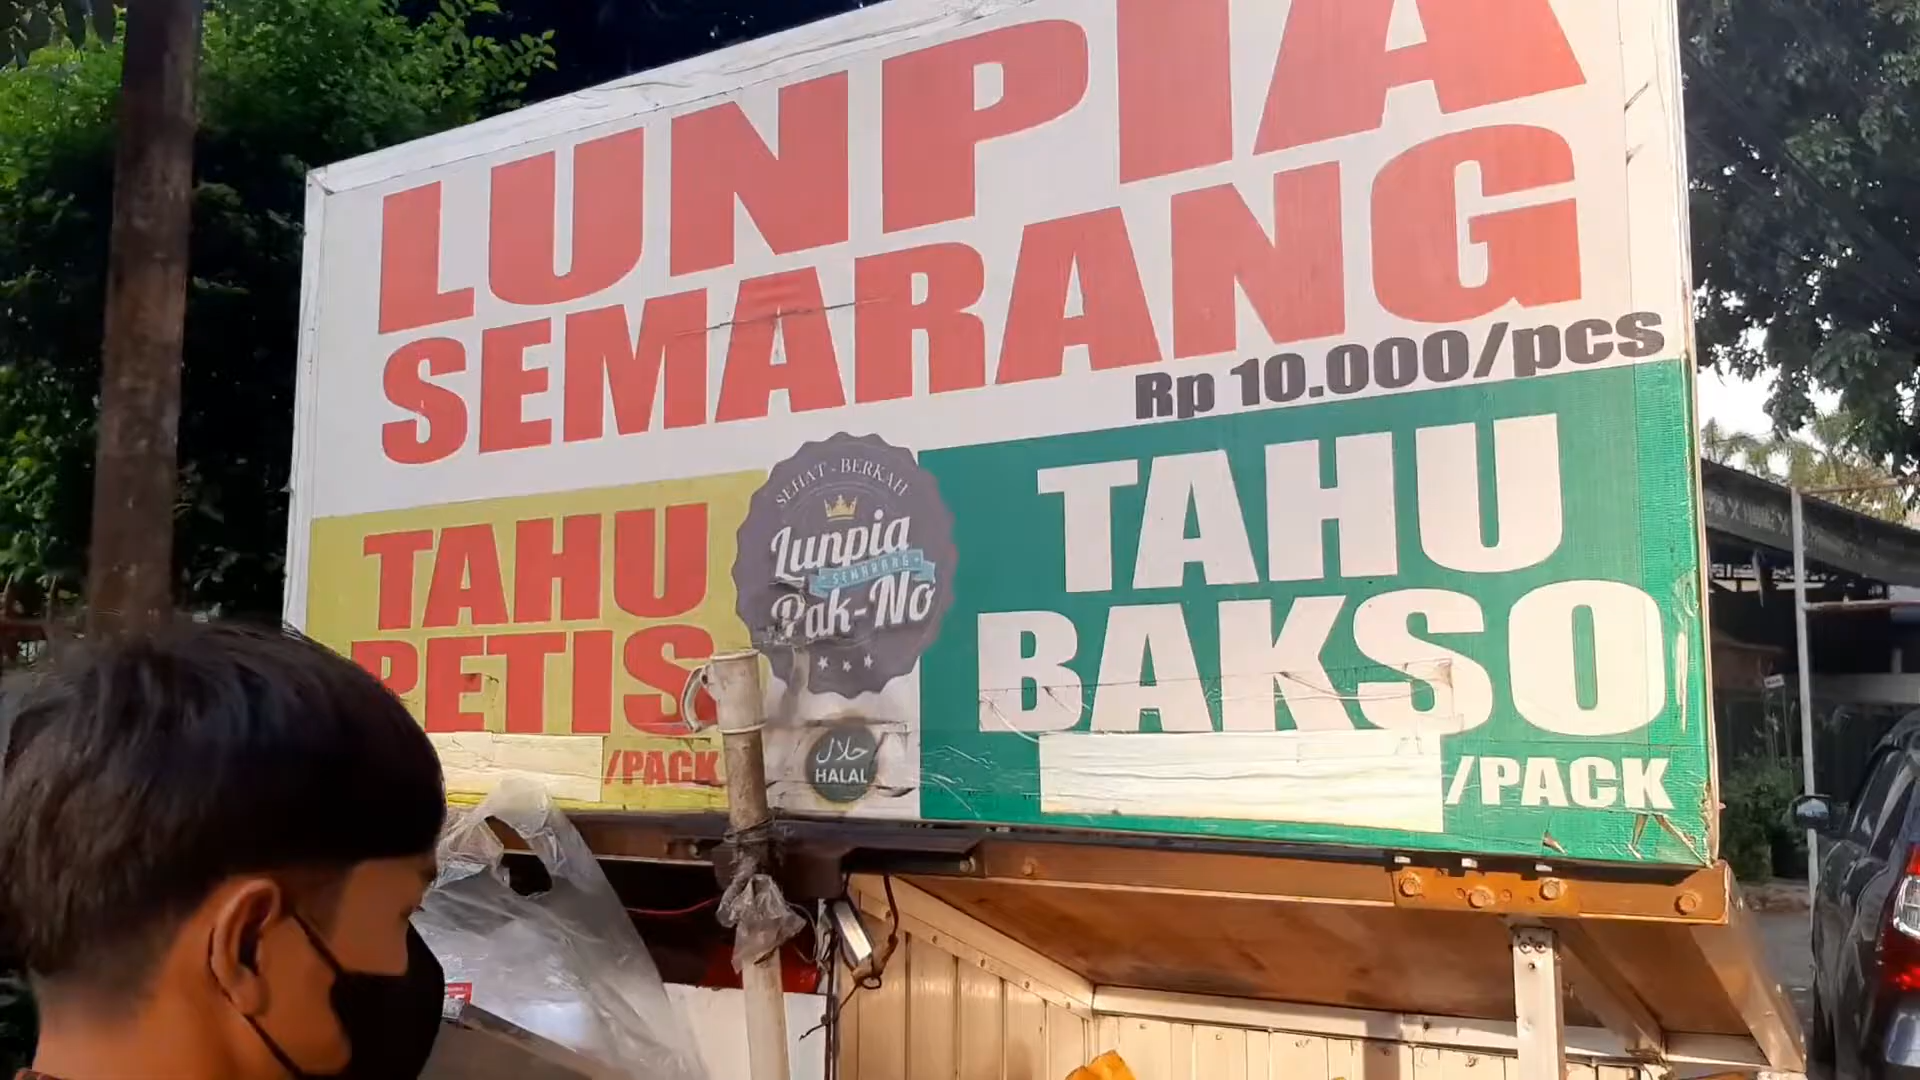 LUNPIA
SEMARANG
Rp 10.000/pcs
TAHU
PETIS
/PACK
SEHAT - BERKAH
Lunpia
SEMARANG
Pak-No
حلال
HALAL
TAHU
BAKSO
/PACK